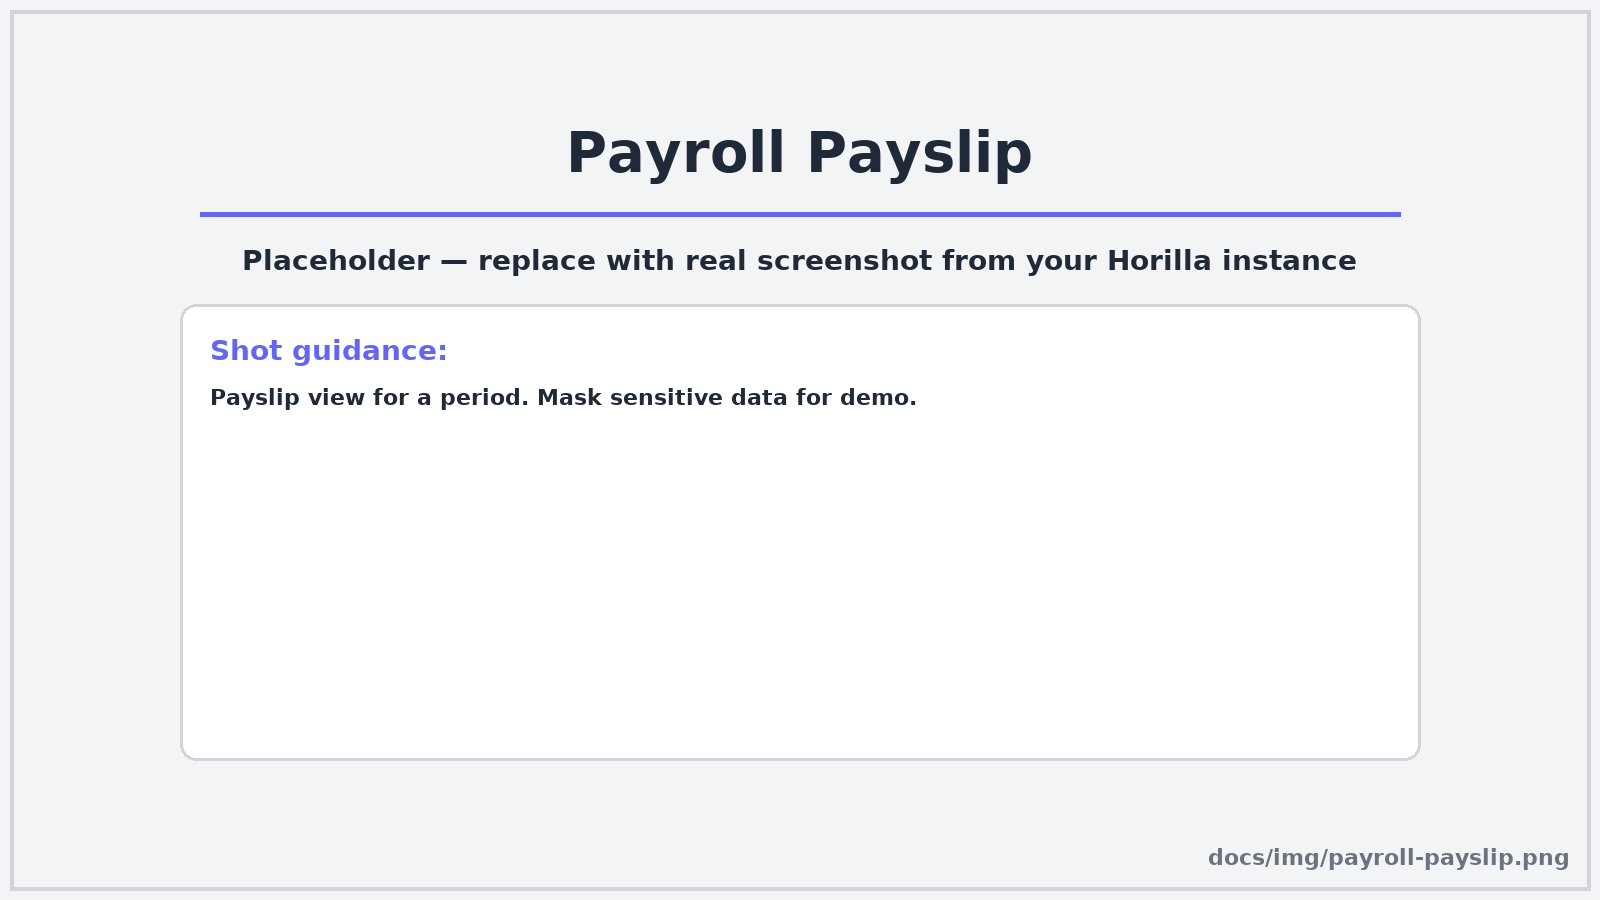 Payroll Payslip
Placeholder — replace with real screenshot from your Horilla instance
Shot guidance:
Payslip view for a period. Mask sensitive data for demo.
docs/img/payroll-payslip.png